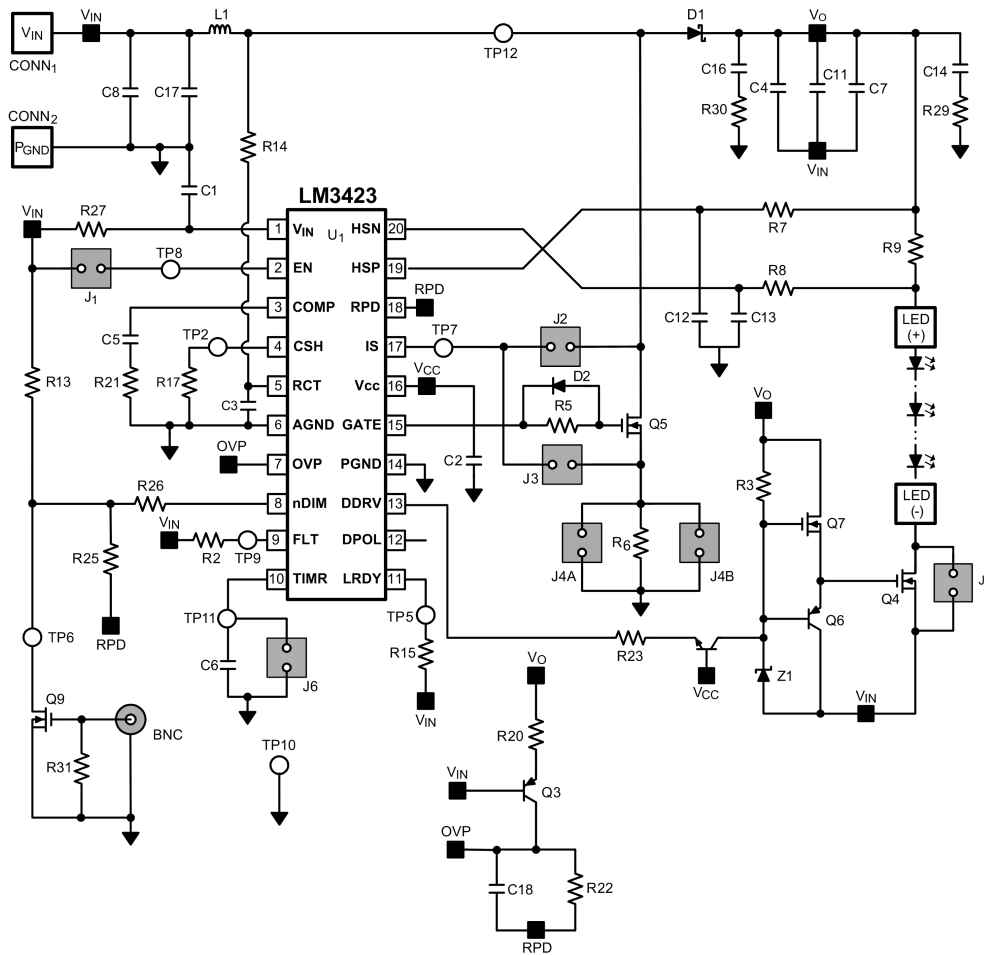 VIN
CONN1
VIN
L1
TP12
D1
VO
C8
C17
C16
C4
C11
C7
C14
R30
R29
VIN
CONN2
PGND
R14
C1
LM3423
U1
VIN
R27
1 VIN HSN 20
R7
R9
TP8
2 EN HSP 19
J1
RPD
R8
3 COMP RPD 18
C12
C13
LED
(+)
C5
TP2
4 CSH IS 17
TP7
J2
R13
R21
R17
5 RCT Vcc 16
VCC
D2
C3
R5
6 AGND GATE 15
Q5
VO
OVP
7 OVP PGND 14
C2
J3
R3
LED
(-)
R26
8 nDIM DDRV 13
Q7
VIN
R2
TP9
9 FLT DPOL 12
R25
J4A
R6
J4B
Q4
J
10 TIMR LRDY 11
TP11
TP5
Q6
TP6
RPD
C6
J6
R15
R23
VCC
Z1
VIN
VIN
VO
Q9
BNC
R31
TP10
R20
VIN
Q3
OVP
C18
R22
RPD